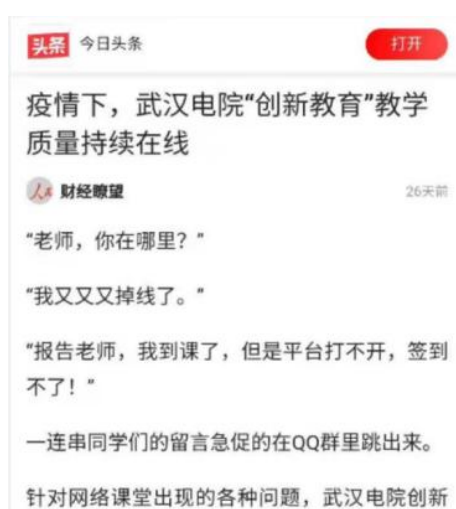 头条 今日头条 打开
疫情下，武汉电院“创新教育”教学
质量持续在线
财经瞭望 26天前
“老师，你在哪里？”
“我又又又掉线了。”
“报告老师，我到课了，但是平台打不开，签到
不了！”
一连串同学们的留言急促的在QQ群里跳出来。
针对网络课堂出现的各种问题，武汉电院创新